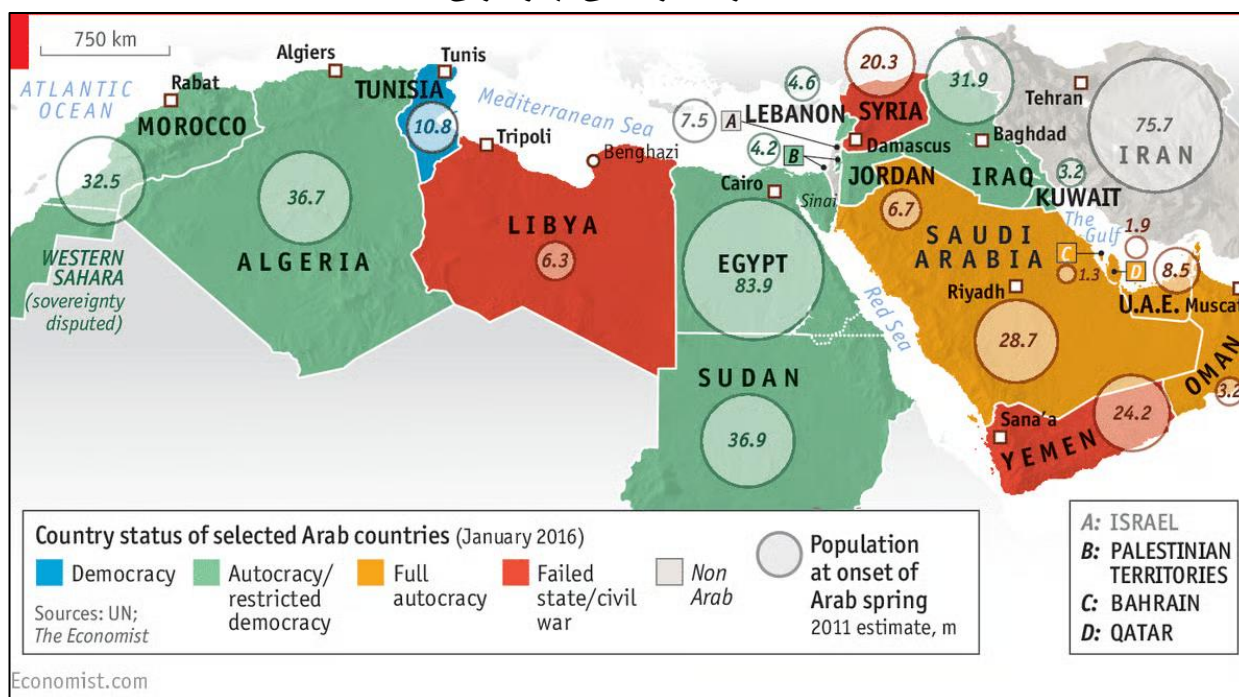 750 km
Algiers
Tunis
Rabat
ATLANTIC
OCEAN
TUNISIA
MOROCCO
10.8
Mediterranean Sea
Tripoli
Benghazi
32.5
36.7
ALGERIA
LIBYA
6.3
WESTERN
SAHARA
(sovereignty
disputed)
20.3
4.6
LEBANON
SYRIA
31.9
Tehran
75.7
IRAN
7.5
A
Damascus
Baghdad
4.2
B
JORDAN
IRAQ
3.2
KUWAIT
Cairo
Sinai
6.7
The
Gulf
1.9
EGYPT
83.9
SAUDI
ARABIA
C
1.3
D
8.5
Riyadh
U.A.E.
Muscat
Red Sea
28.7
OMAN
3.2
SUDAN
36.9
Sana'a
24.2
YEMEN
Country status of selected Arab countries (January 2016)
Democracy
Autocracy/
restricted
democracy
Full
autocracy
Failed
state/civil
war
Non
Arab
Population
at onset of
Arab spring
2011 estimate, m
Sources: UN;
The Economist
A: ISRAEL
B: PALESTINIAN
TERRITORIES
C: BAHRAIN
D: QATAR
Economist.com